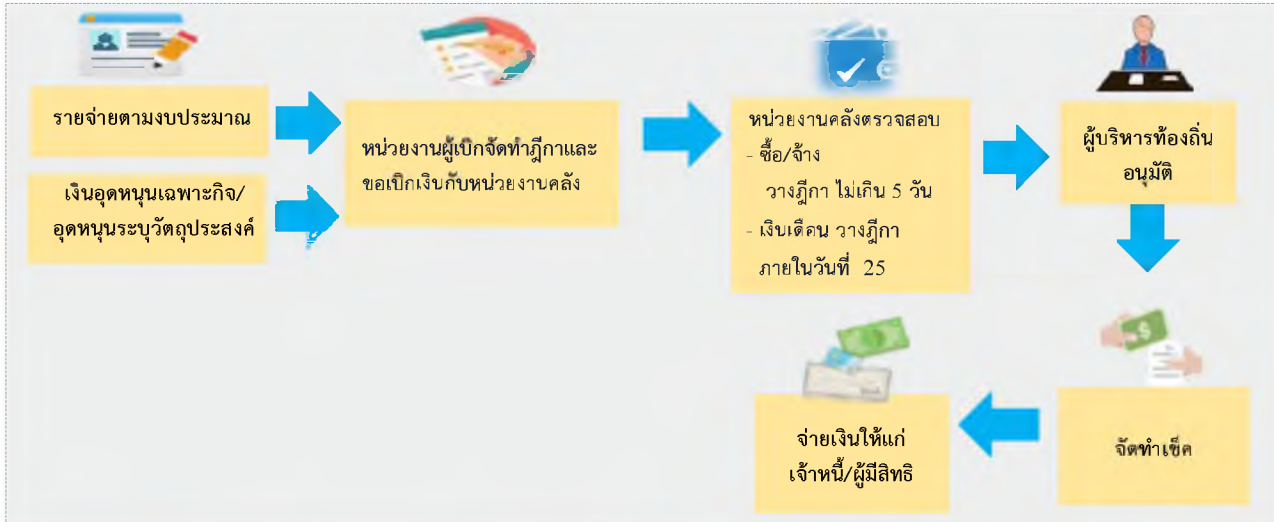 รายจ่ายตามงบประมาณ
เงินอุดหนุนเฉพาะกิจ/
อุดหนุนระบุวัตถุประสงค์
หน่วยงานผู้เบิกจัดทำฎีกาและ
ขอเบิกเงินกับหน่วยงานคลัง
หน่วยงานคลังตรวจสอบ
- ซื้อ/จ้าง
วางฎีกา ไม่เกิน 5 วัน
- เงินเดือน วางฎีกา
ภายในวันที่ 25
ผู้บริหารท้องถิ่น
อนุมัติ
จัดทำเช็ค
จ่ายเงินให้แก่
เจ้าหนี้/ผู้มีสิทธิ